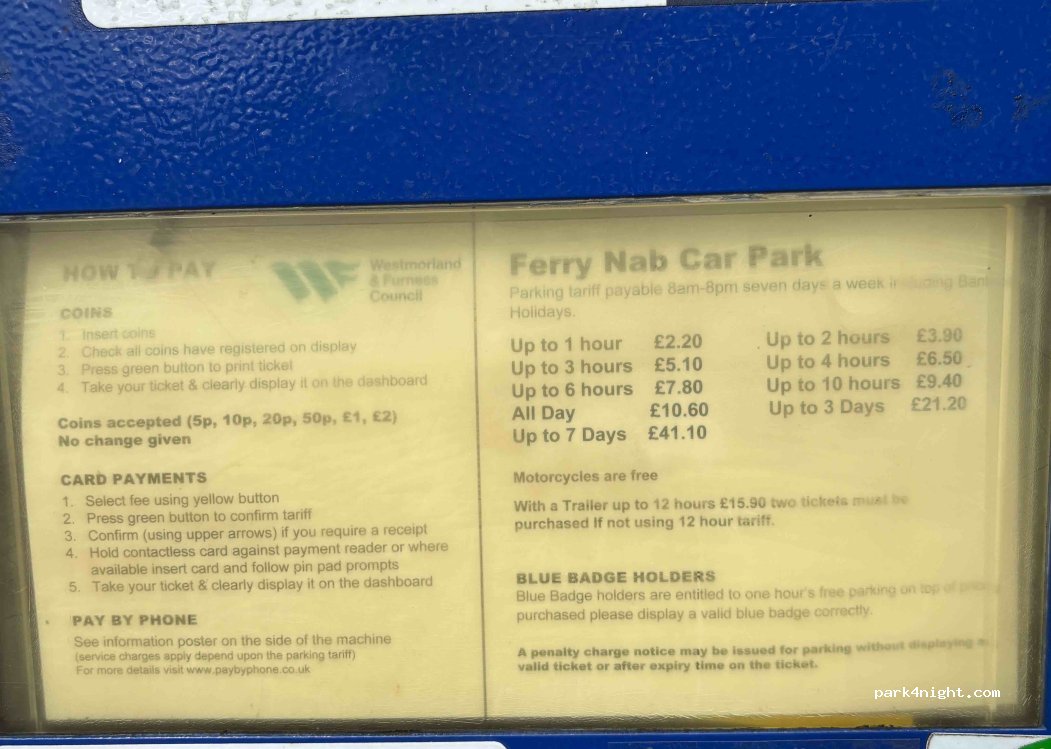 HOW TO PAY
Westmorland
& Furness
Council
COINS
1. Insert coins
2. Check all coins have registered on display
3. Press green button to print ticket
4. Take your ticket & clearly display it on the dashboard
Coins accepted (5p, 10p, 20p, 50p, £1, £2)
No change given
CARD PAYMENTS
1. Select fee using yellow button
2. Press green button to confirm tariff
3. Confirm (using upper arrows) if you require a receipt
4. Hold contactless card against payment reader or where
available insert card and follow pin pad prompts
5. Take your ticket & clearly display it on the dashboard
PAY BY PHONE
See information poster on the side of the machine
(service charges apply depend upon the parking tariff)
For more details visit www.paybyphone.co.uk
Ferry Nab Car Park
Parking tariff payable 8am-8pm seven days a week including Bank
Holidays.
Up to 1 hour £2.20 Up to 2 hours £3.90
Up to 3 hours £5.10 Up to 4 hours £6.50
Up to 6 hours £7.80 Up to 10 hours £9.40
All Day £10.60 Up to 3 Days £21.20
Up to 7 Days £41.10
Motorcycles are free
With a Trailer up to 12 hours £15.90 two tickets must be
purchased If not using 12 hour tariff.
BLUE BADGE HOLDERS
Blue Badge holders are entitled to one hour's free parking on top of
purchased please display a valid blue badge correctly.
A penalty charge notice may be issued for parking without displaying a
valid ticket or after expiry time on the ticket.
park4night.com